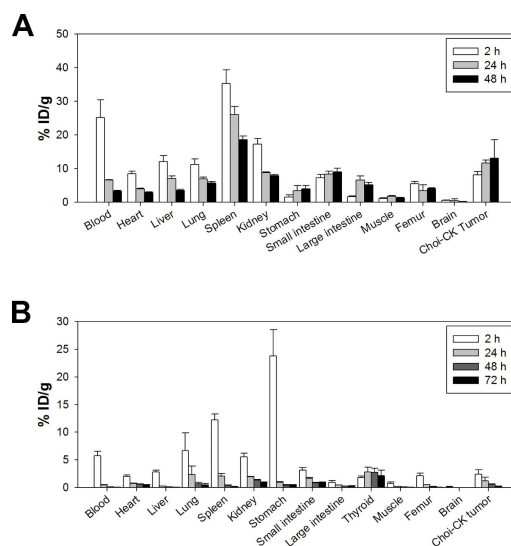 A
% ID/g
50
40
30
20
10
0
2 h
24 h
48 h
Blood
Heart
Liver
Lung
Spleen
Kidney
Stomach
Small intestine
Large intestine
Muscle
Femur
Brain
Choi-CK Tumor
B
% ID/g
30
25
20
15
10
5
0
2 h
24 h
48 h
72 h
Blood
Heart
Liver
Lung
Spleen
Kidney
Stomach
Small intestine
Large intestine
Thyroid
Muscle
Femur
Brain
Choi-CK tumor